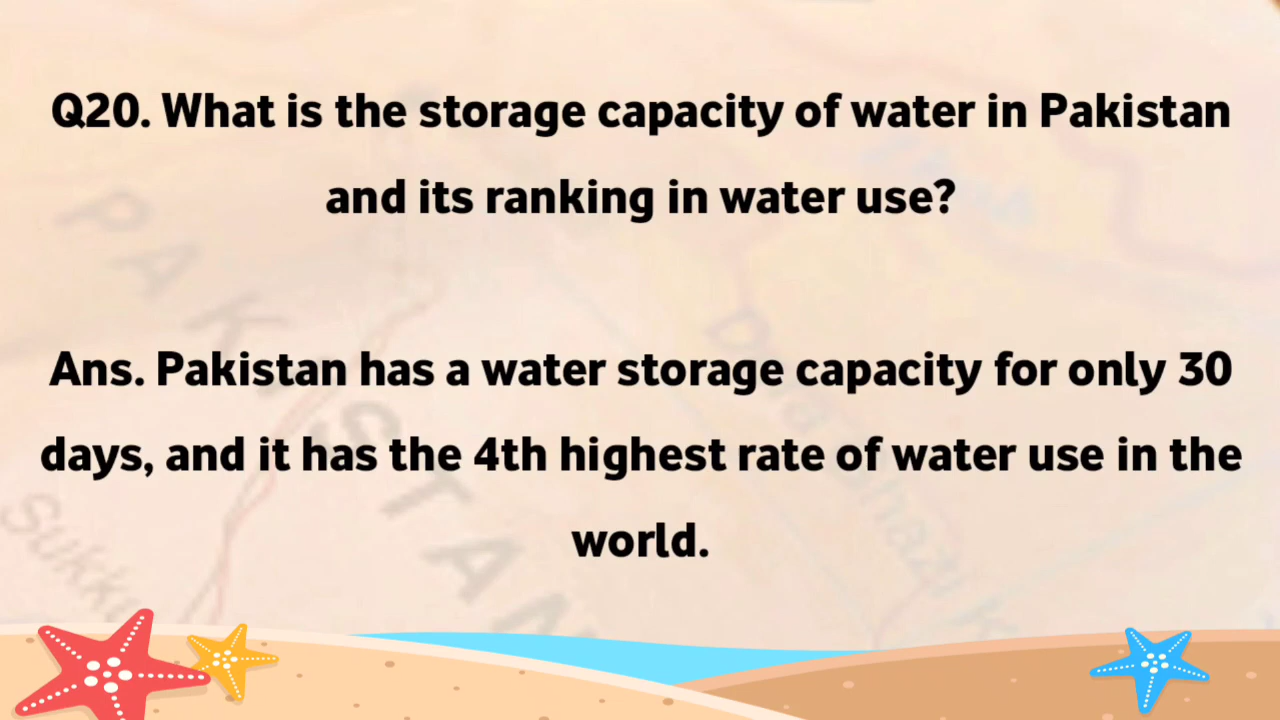 Q20. What is the storage capacity of water in Pakistan
and its ranking in water use?
Ans. Pakistan has a water storage capacity for only 30
days, and it has the 4th highest rate of water use in the
world.
PAKISTAN